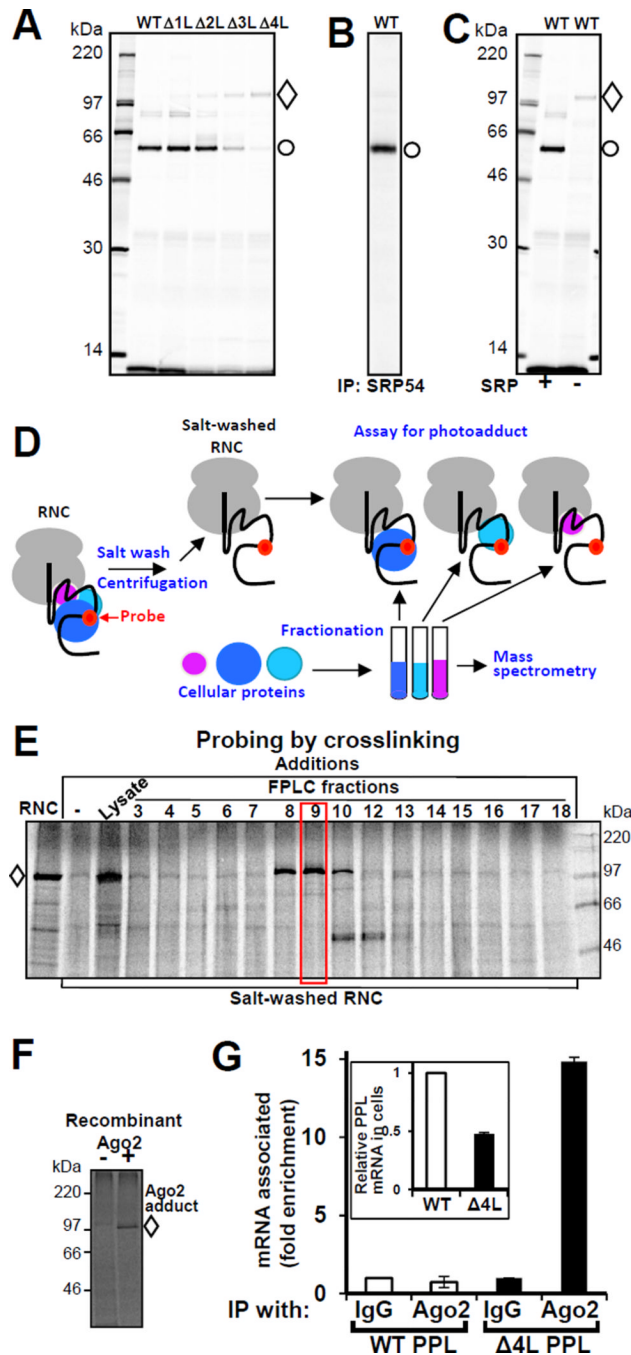 A
kDa WT Δ1L Δ2L Δ3L Δ4L
220
97
66
46
30
14
B
WT
IP: SRP54
C
kDa WT WT
220
97
66
46
30
14
SRP + -
D
Salt-washed
RNC
Assay for photoadduct
RNC
Salt wash
Centrifugation
Probe
Fractionation
Cellular proteins
Mass
spectrometry
E
Probing by crosslinking
Additions
FPLC fractions
RNC - Lysate 3 4 5 6 7 8 9 10 12 13 14 15 16 17 18 kDa
220
97
66
46
Salt-washed RNC
F
Recombinant
Ago2
kDa - +
220
97
66
46
Ago2
adduct
G
mRNA associated
(fold enrichment)
15
10
5
0
Relative PPL
mRNA in cells
1
0.5
0
WT Δ4L
IP with: IgG Ago2 IgG Ago2
WT PPL Δ4L PPL